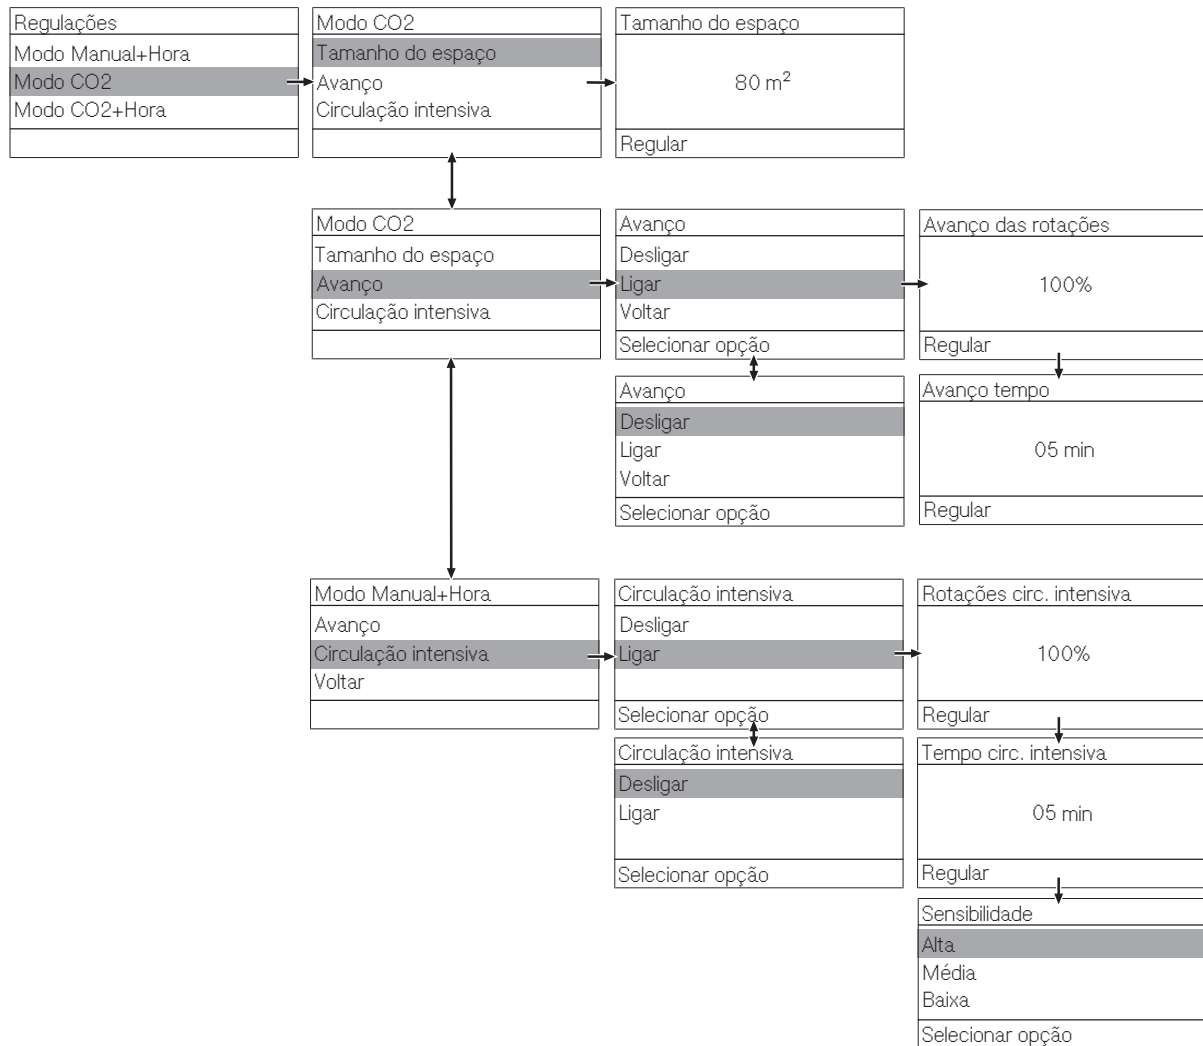 Regulações
Modo Manual+Hora
Modo CO2
Modo CO2+Hora
Modo CO2
Tamanho do espaço
Avanço
Circulação intensiva
Tamanho do espaço
80 m²
Regular
Modo CO2
Tamanho do espaço
Avanço
Circulação intensiva
Avanço
Desligar
Ligar
Voltar
Selecionar opção
Avanço das rotações
100%
Regular
Avanço
Desligar
Ligar
Voltar
Selecionar opção
Avanço tempo
05 min
Regular
Modo Manual+Hora
Avanço
Circulação intensiva
Voltar
Circulação intensiva
Desligar
Ligar
Selecionar opção
Rotações circ. intensiva
100%
Regular
Circulação intensiva
Desligar
Ligar
Selecionar opção
Tempo circ. intensiva
05 min
Regular
Sensibilidade
Alta
Média
Baixa
Selecionar opção